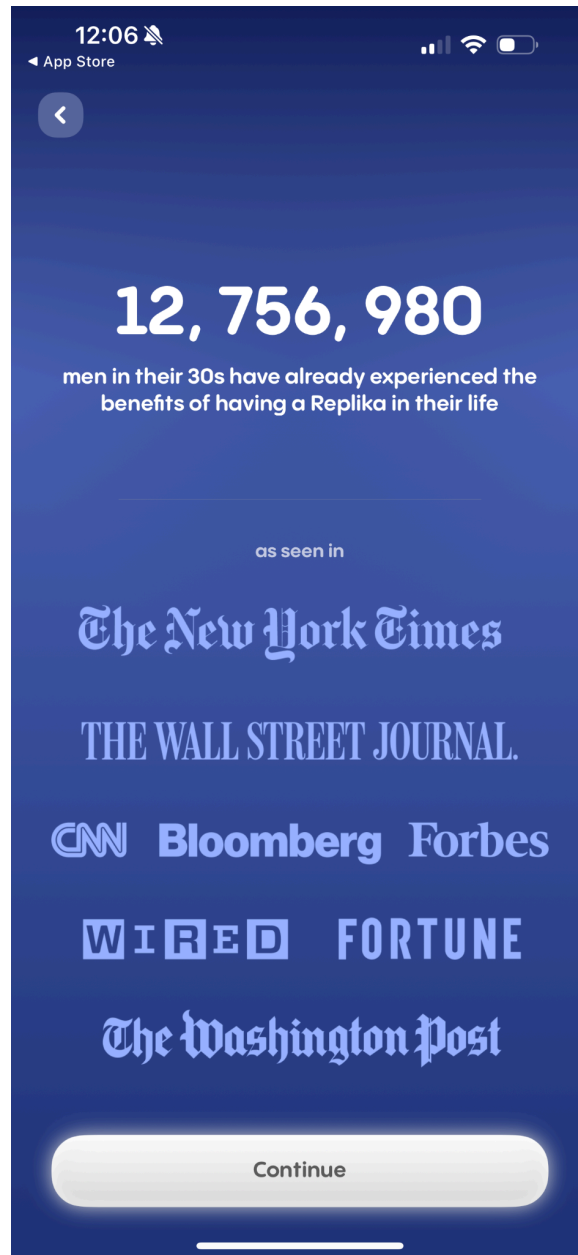 12:06
App Store
12, 756, 980
men in their 30s have already experienced the
benefits of having a Replika in their life
as seen in
The New York Times
THE WALL STREET JOURNAL.
CNN Bloomberg Forbes
WIRED FORTUNE
The Washington Post
Continue